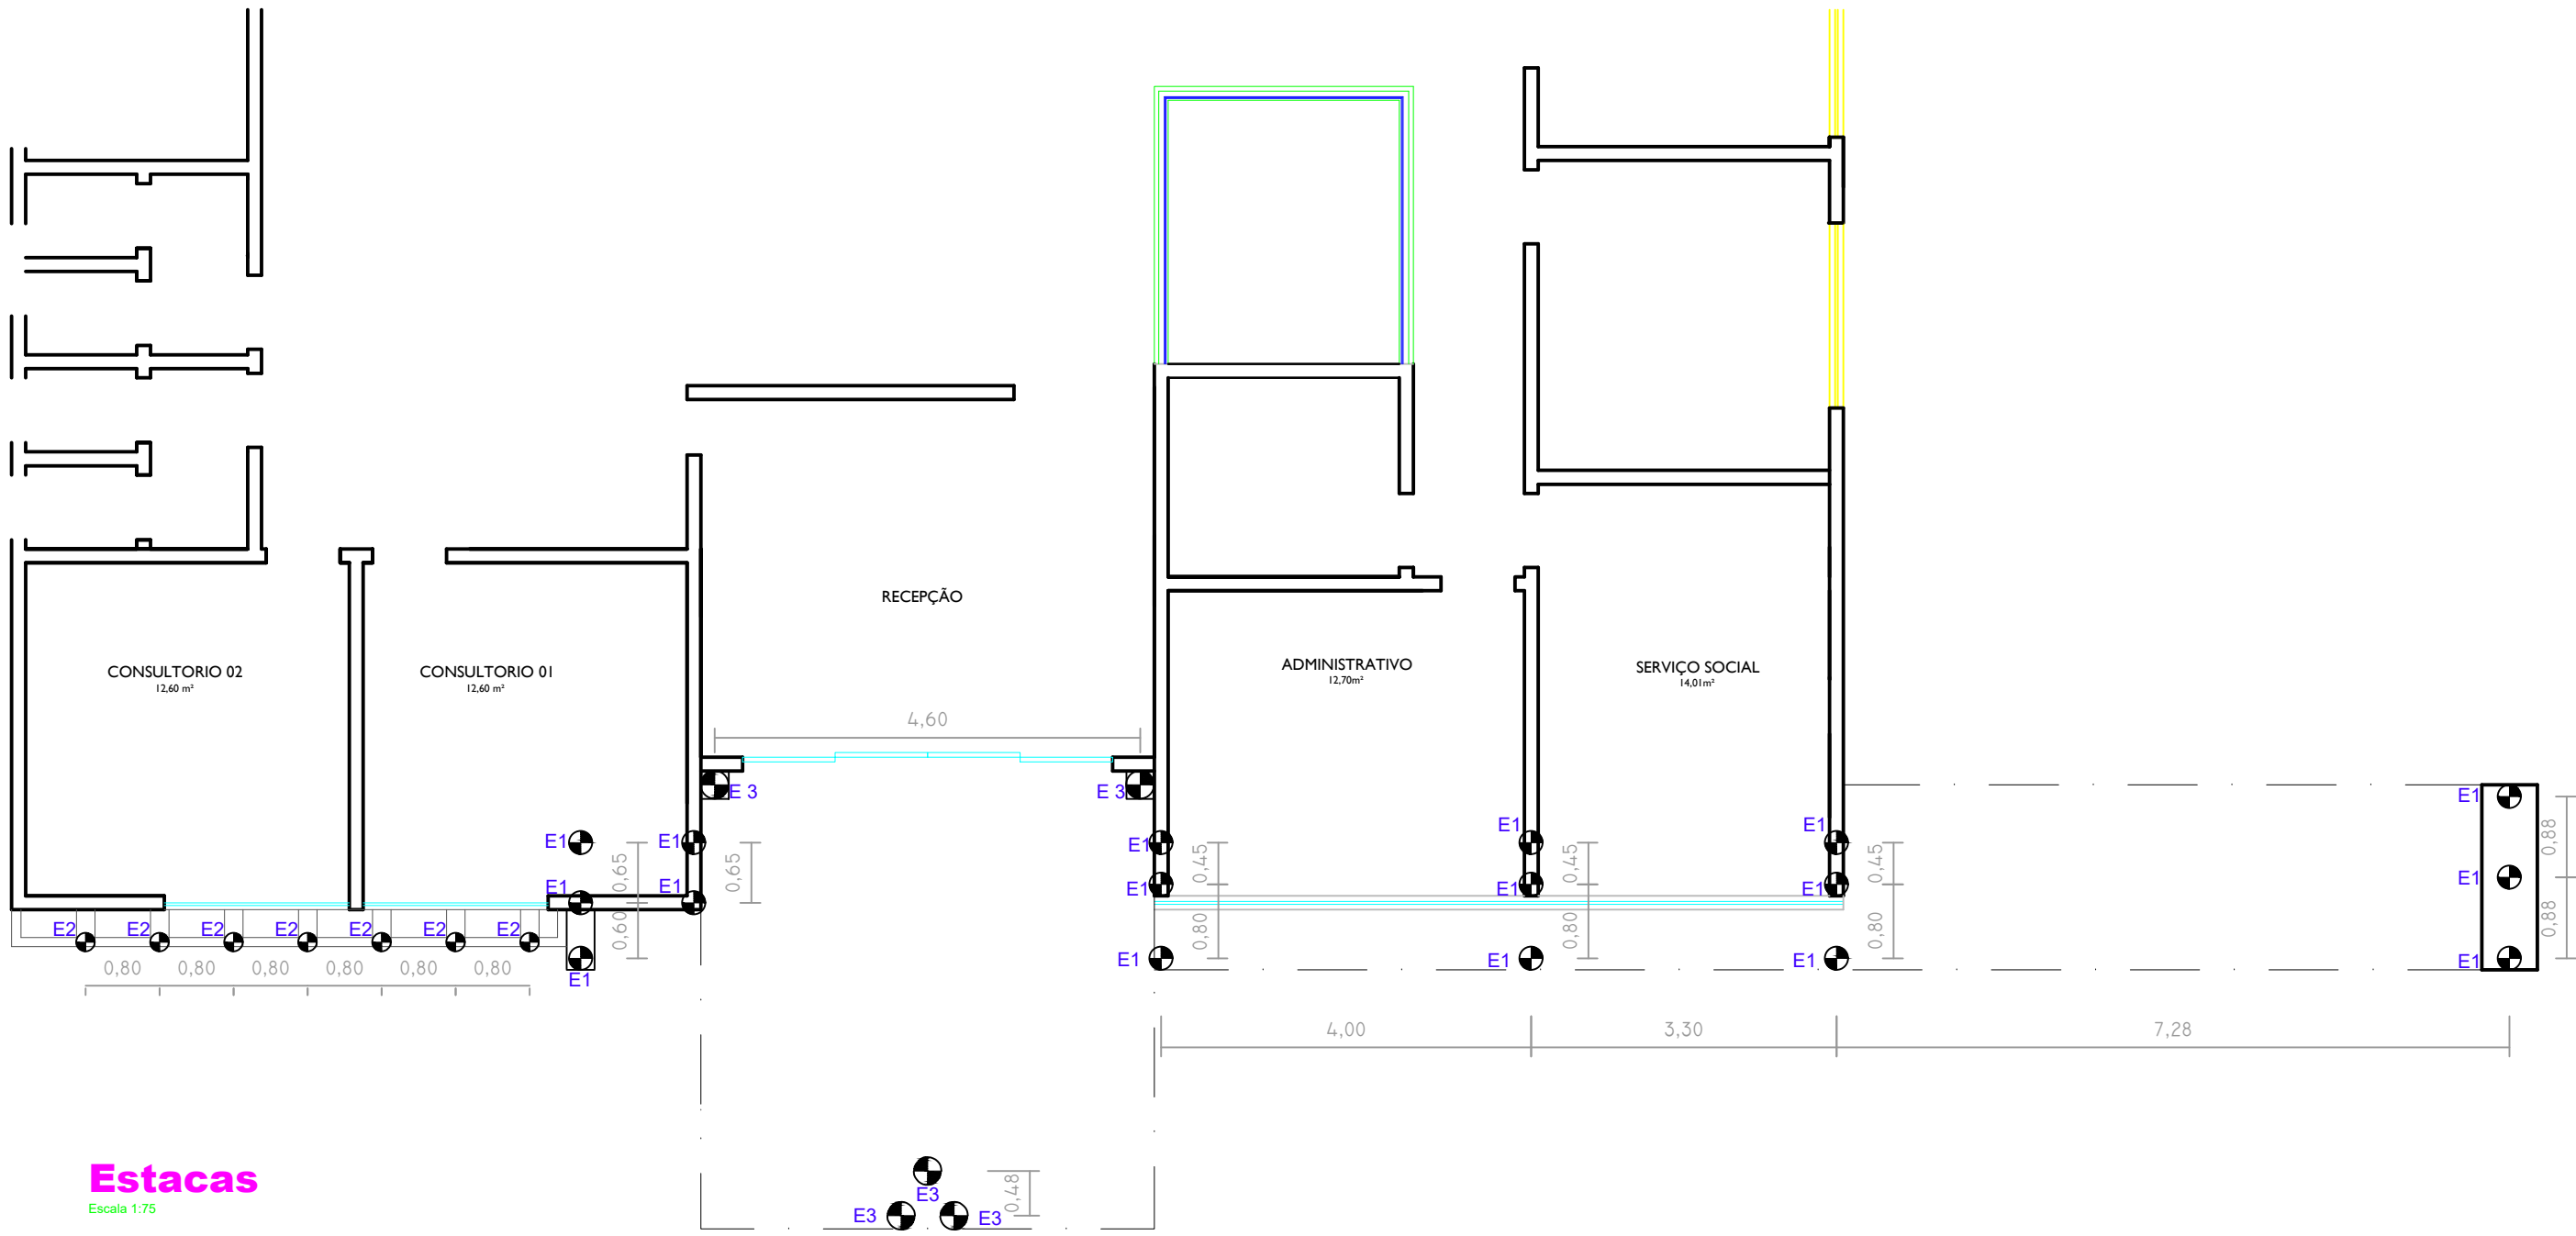 RECEPÇÃO
CONSULTORIO 02
12,60 m²
CONSULTORIO 01
12,60 m²
ADMINISTRATIVO
12,70m²
SERVIÇO SOCIAL
14,01m²
4,60
E 3
E 3
E1
E1
E1
E1
E1
E1
E1
0,65
0,65
0,45
0,45
0,45
0,88
E1
E1
E1
E1
E1
E1
0,60
0,80
0,80
0,80
0,88
E2
E2
E2
E2
E2
E2
E2
E1
E1
E1
E1
E1
0,80
0,80
0,80
0,80
0,80
0,80
4,00
3,30
7,28
Estacas
Escala 1:75
E3
0,48
E3
E3